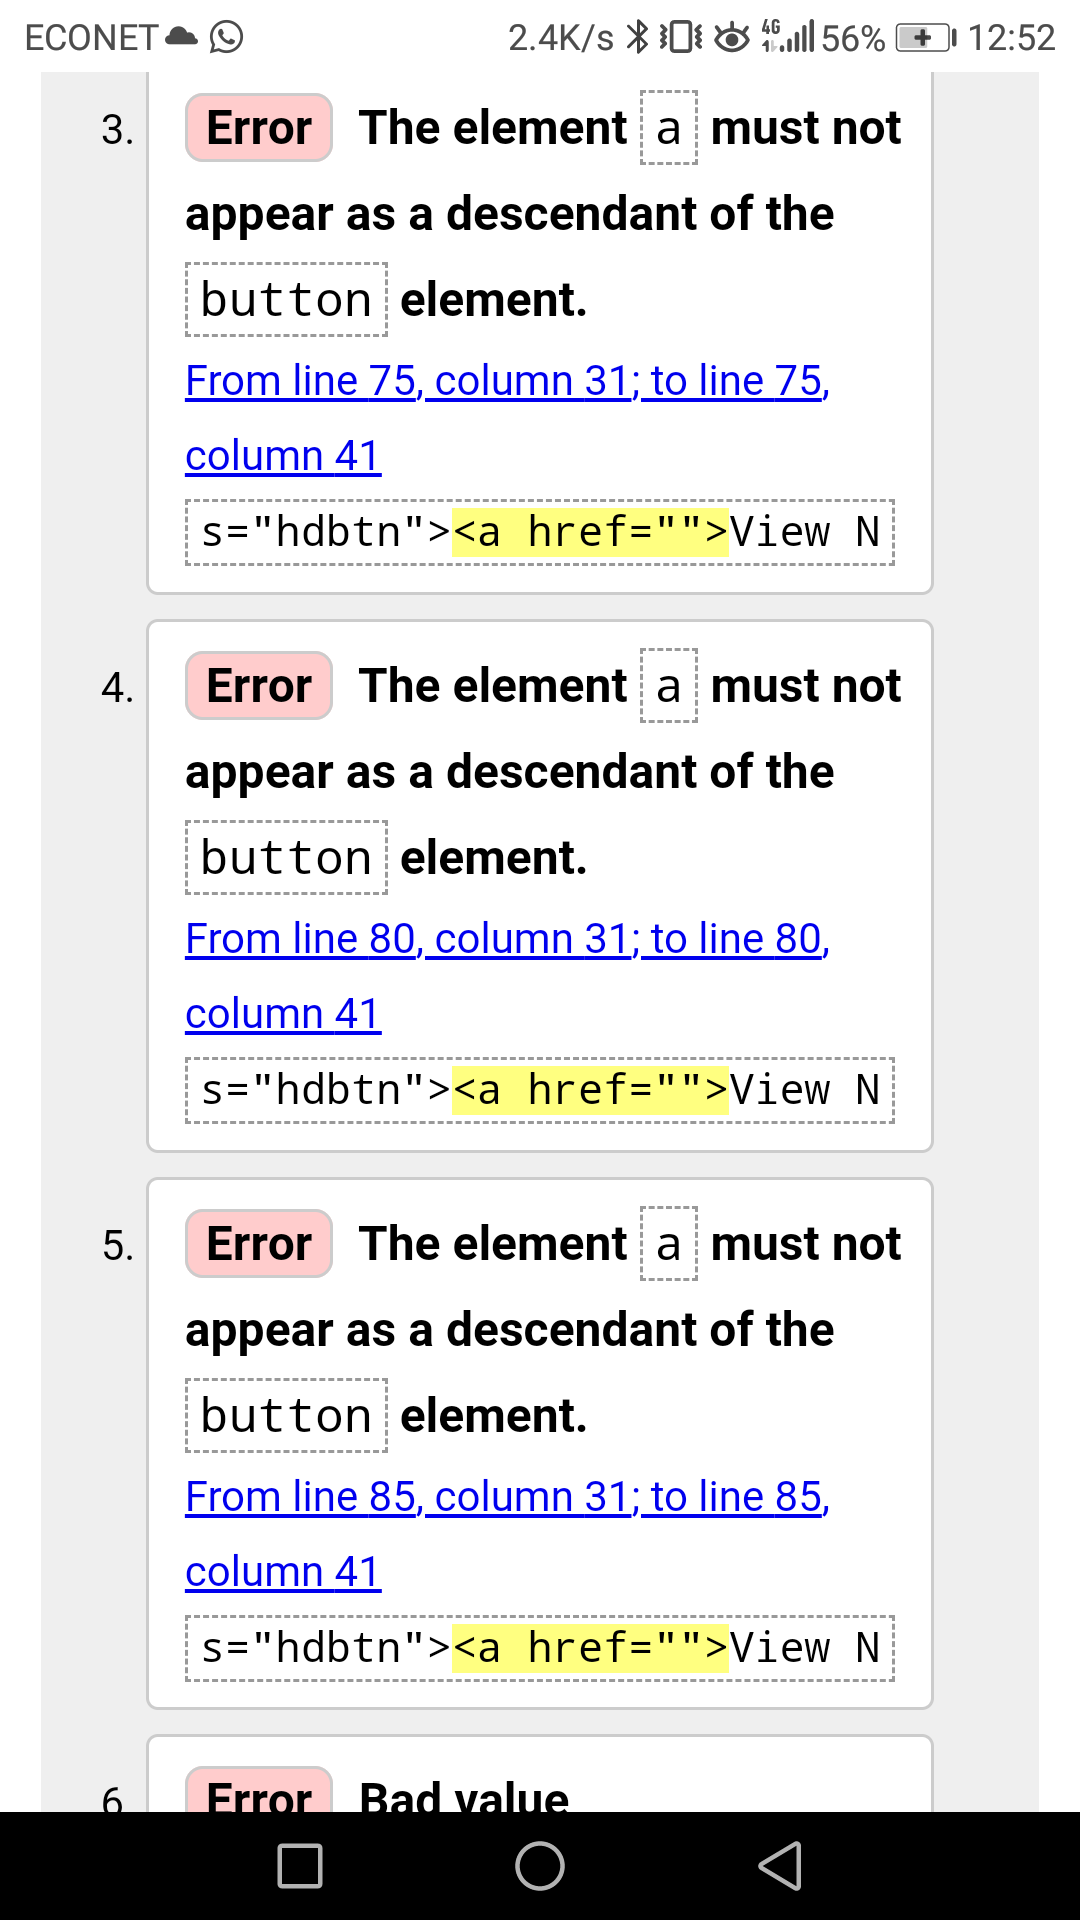 ECONET 2.4K/s 4G 56% 12:52
3. Error The element a must not
appear as a descendant of the
button element.
From line 75, column 31; to line 75,
column 41
s="hdbtn"><a href="">View N
4. Error The element a must not
appear as a descendant of the
button element.
From line 80, column 31; to line 80,
column 41
s="hdbtn"><a href="">View N
5. Error The element a must not
appear as a descendant of the
button element.
From line 85, column 31; to line 85,
column 41
s="hdbtn"><a href="">View N
6 Error Bad value